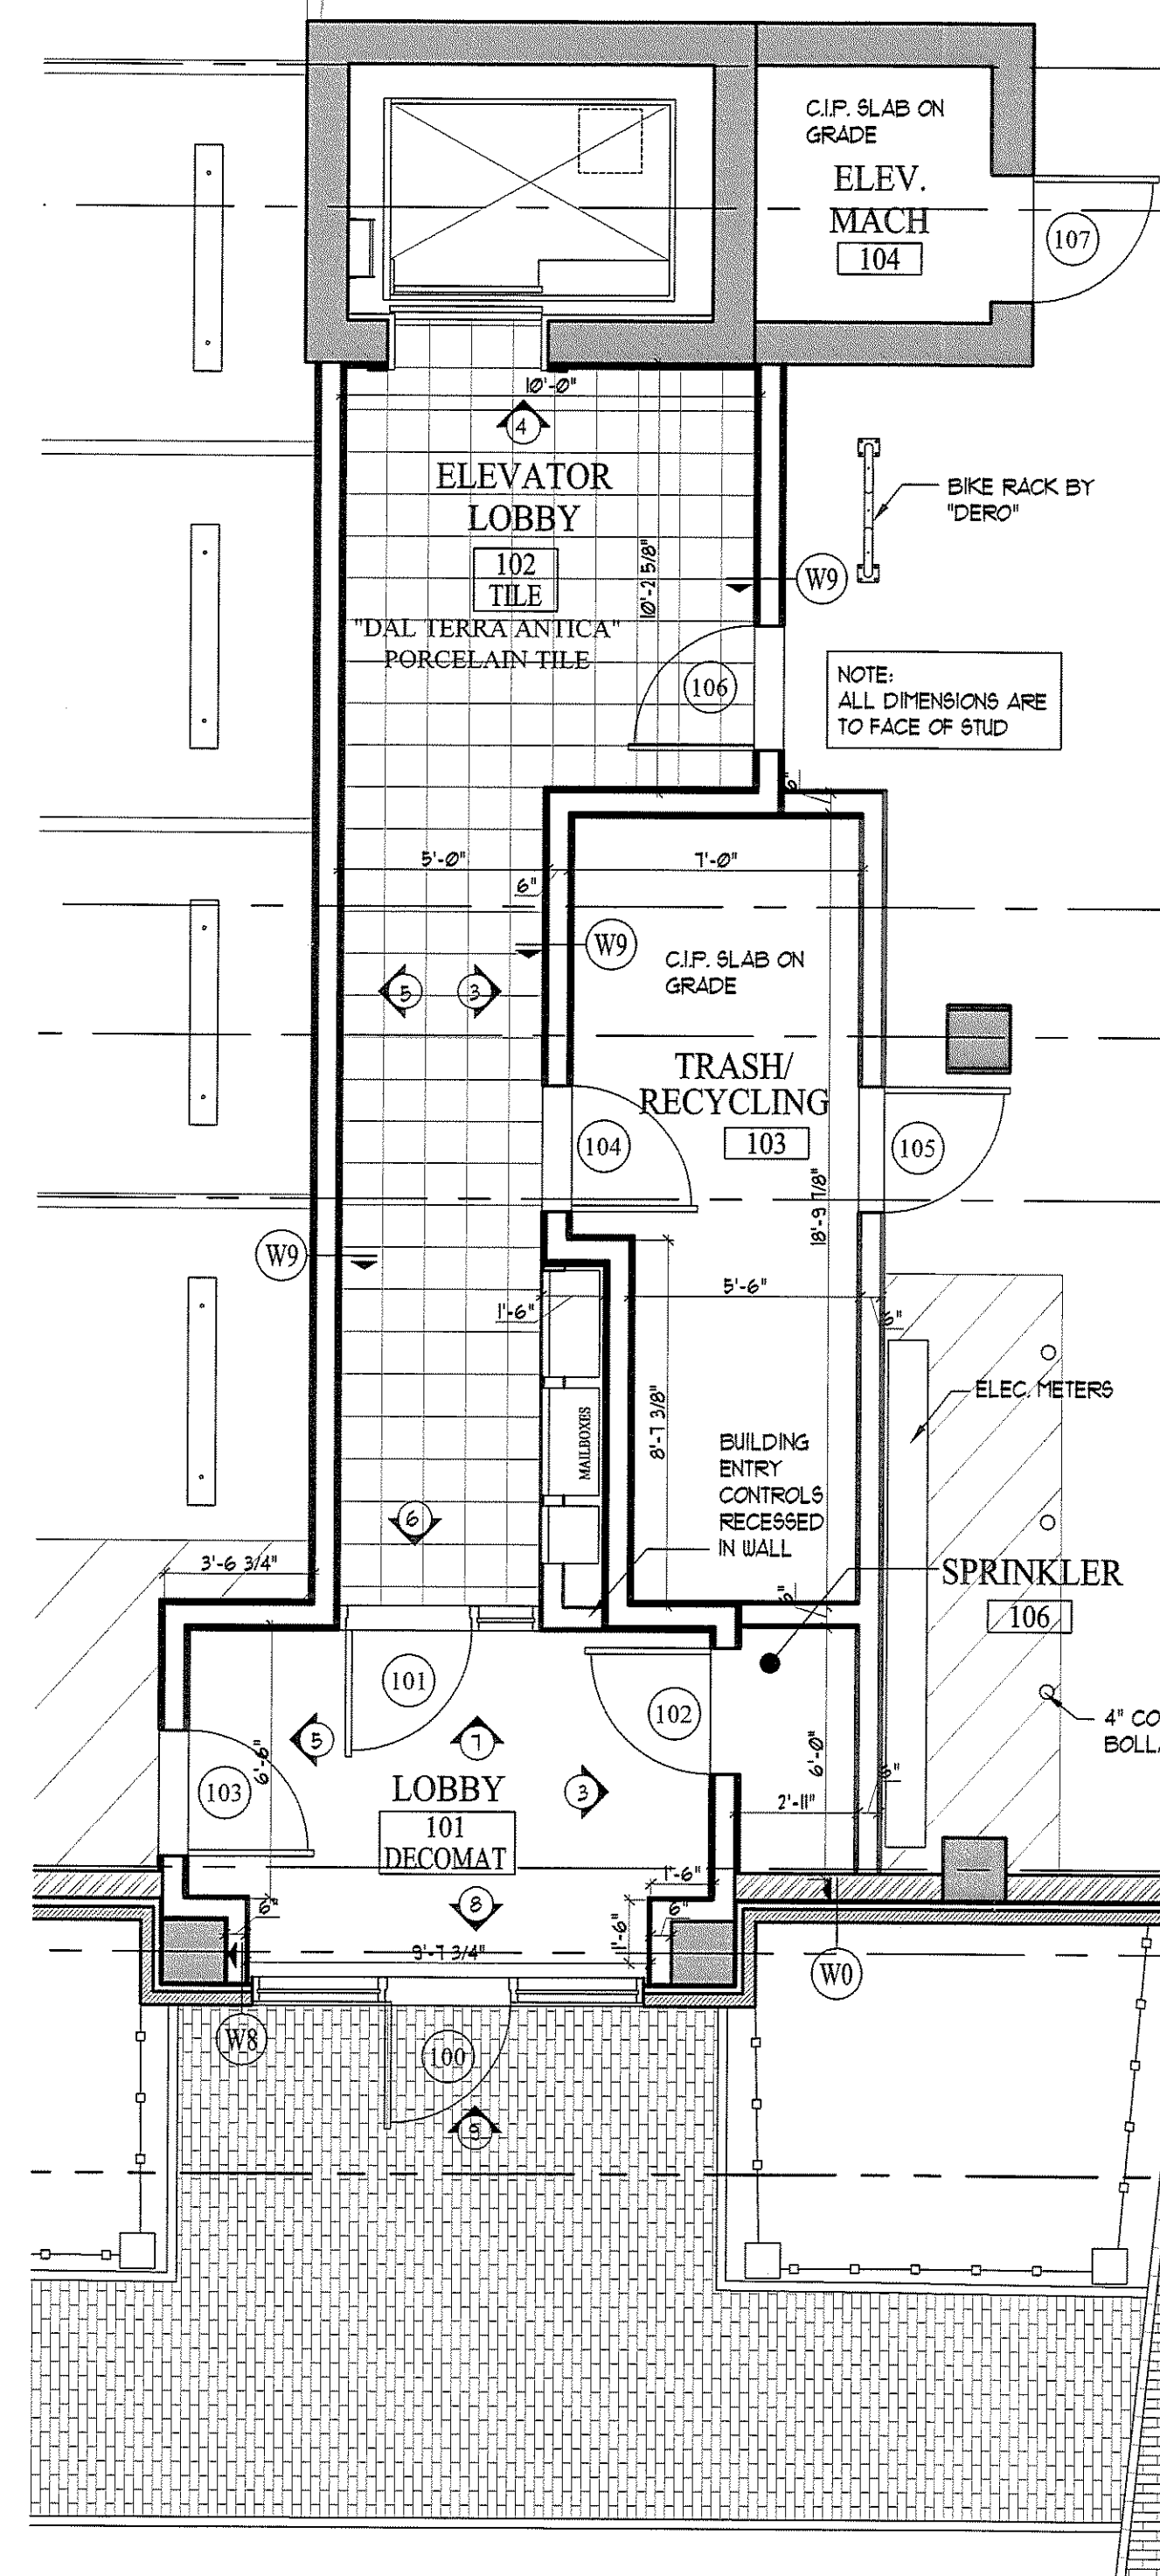 C.I.P. SLAB ON
GRADE
ELEV.
MACH
104
107
10'-0"
4
ELEVATOR
LOBBY
102
TILE
"DAL TERRA ANTICA"
PORCELAIN TILE
10'-2 5/8"
BIKE RACK BY
"DERO"
W9
106
NOTE:
ALL DIMENSIONS ARE
TO FACE OF STUD
6"
5'-0"
6"
7'-0"
W9
C.I.P. SLAB ON
GRADE
5
3
TRASH/
RECYCLING
103
104
105
18'-9 7/8"
W9
1'-6"
5'-6"
6"
MAILBOXES
8'-7 3/8"
ELEC. METERS
BUILDING
ENTRY
CONTROLS
RECESSED
IN WALL
6
3'-6 3/4"
6"
SPRINKLER
106
101
102
5
7
103
6'-6"
LOBBY
101
DECOMAT
3
6'-0"
2'-11"
6"
4" CO
BOLL
1'-6"
8
6"
1'-6"
6"
9'-7 3/4"
W0
W8
100
9